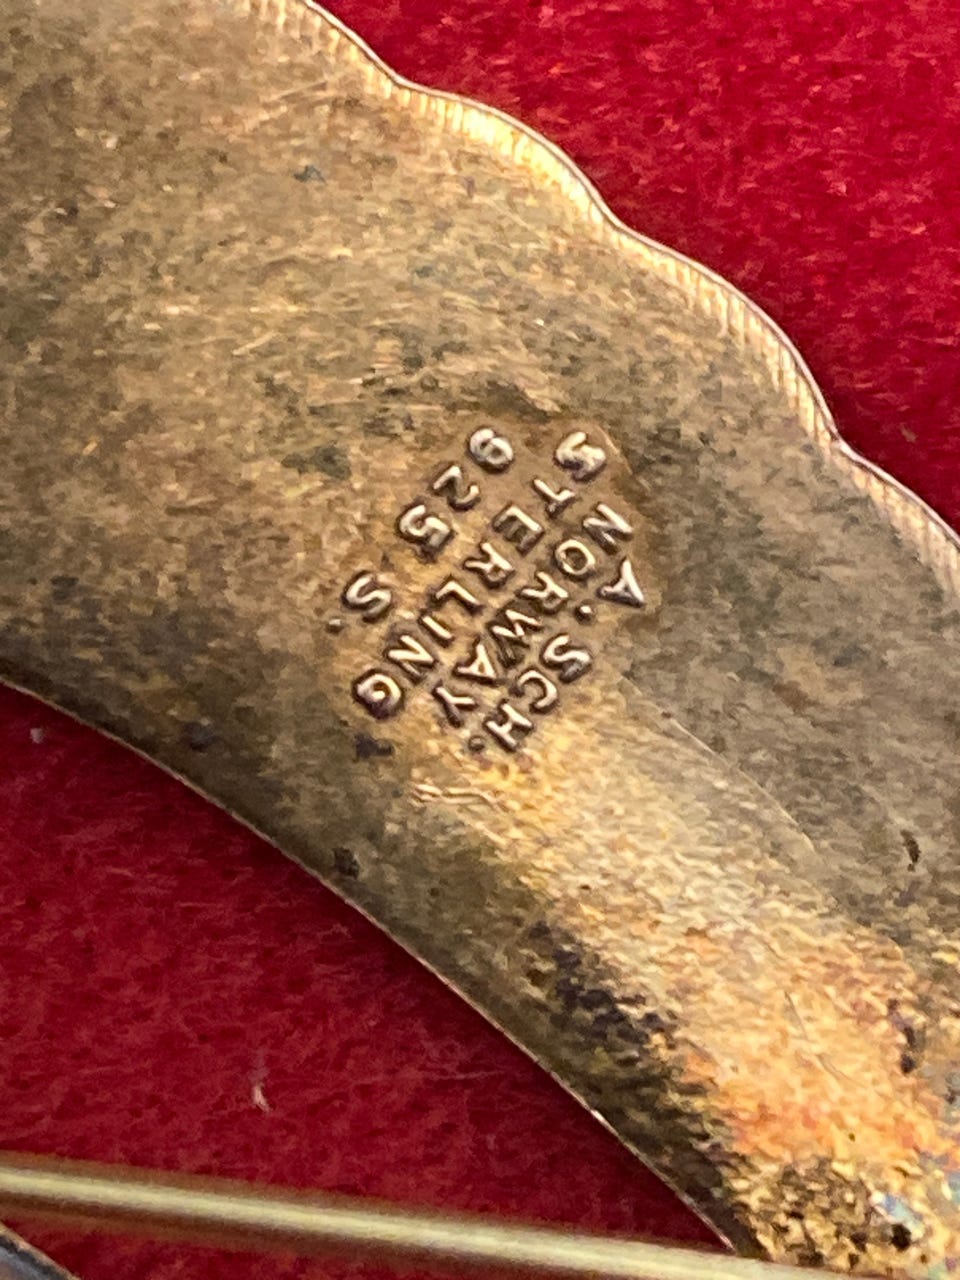 A. SCH.
NORWAY.
STERLING
925 S.